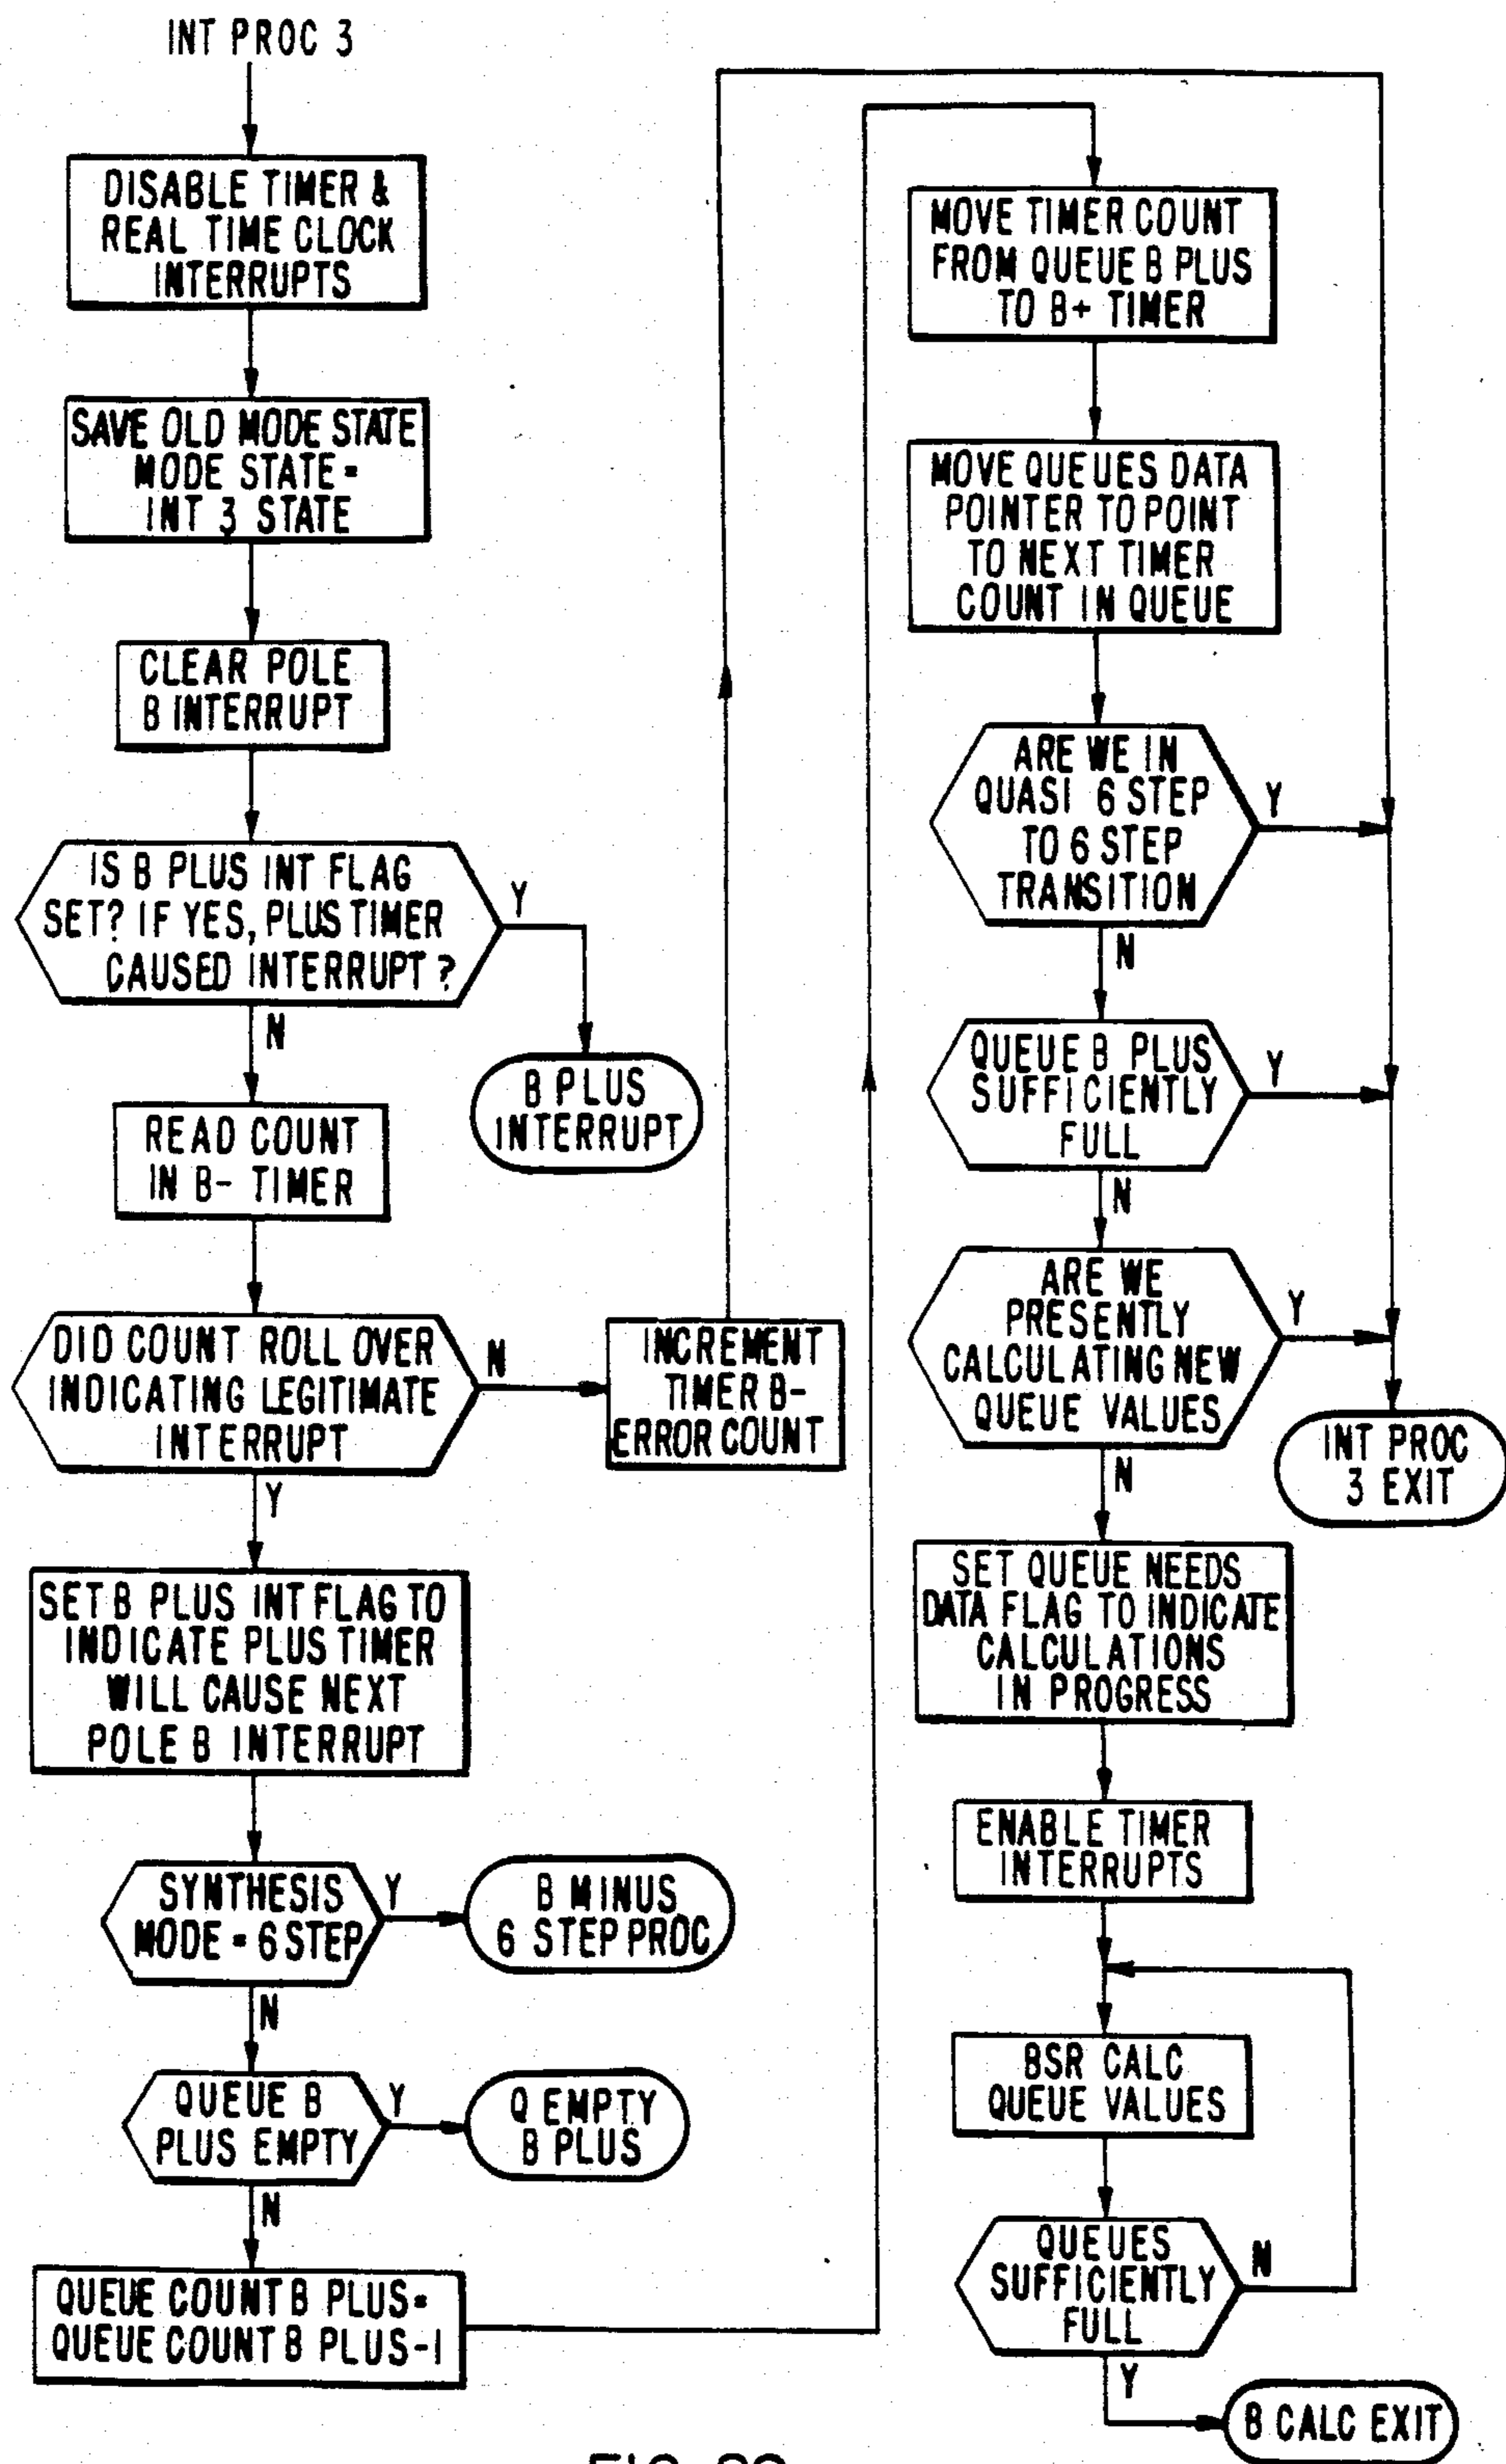 INT PROC 3
DISABLE TIMER &
REAL TIME CLOCK
INTERRUPTS
SAVE OLD MODE STATE
MODE STATE=
INT 3 STATE
CLEAR POLE
B INTERRUPT
IS B PLUS INT FLAG
SET? IF YES, PLUS TIMER
CAUSED INTERRUPT?
Y
N
B PLUS
INTERRUPT
READ COUNT
IN B- TIMER
DID COUNT ROLL OVER
INDICATING LEGITIMATE
INTERRUPT
N
Y
INCREMENT
TIMER B-
ERROR COUNT
SET B PLUS INT FLAG TO
INDICATE PLUS TIMER
WILL CAUSE NEXT
POLE B INTERRUPT
SYNTHESIS
MODE = 6 STEP
Y
N
B MINUS
6 STEP PROC
QUEUE B
PLUS EMPTY
Y
N
Q EMPTY
B PLUS
QUEUE COUNT B PLUS=
QUEUE COUNT B PLUS-1
MOVE TIMER COUNT
FROM QUEUE B PLUS
TO B+ TIMER
MOVE QUEUES DATA
POINTER TO POINT
TO NEXT TIMER
COUNT IN QUEUE
ARE WE IN
QUASI 6 STEP
TO 6 STEP
TRANSITION
Y
N
QUEUE B PLUS
SUFFICIENTLY
FULL
Y
N
ARE WE
PRESENTLY
CALCULATING NEW
QUEUE VALUES
Y
N
INT PROC
3 EXIT
SET QUEUE NEEDS
DATA FLAG TO INDICATE
CALCULATIONS
IN PROGRESS
ENABLE TIMER
INTERRUPTS
BSR CALC
QUEUE VALUES
QUEUES
SUFFICIENTLY
FULL
N
Y
B CALC EXIT